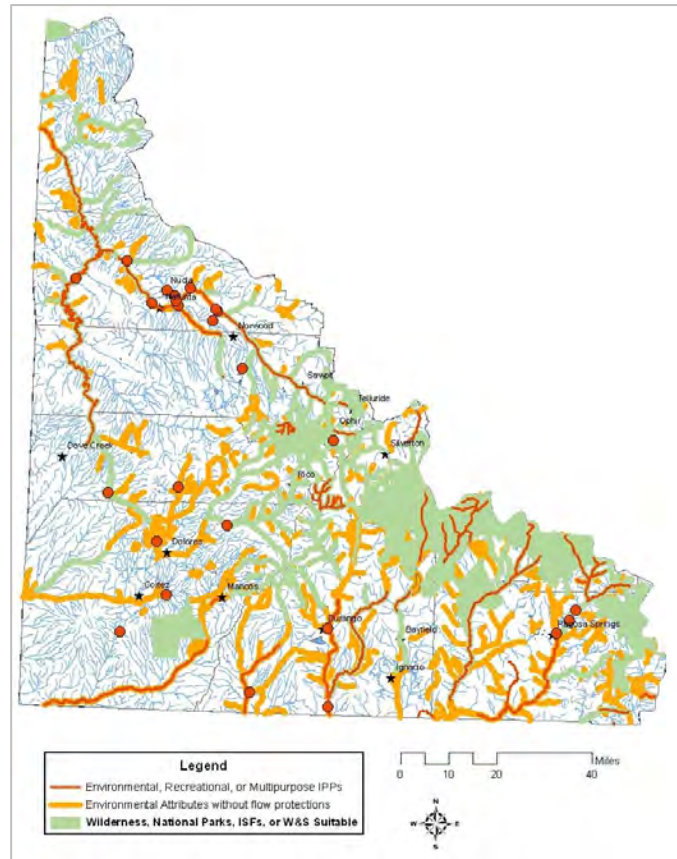 Nucla
Naturita
Norwood
Sawpit
Telluride
Ophir
Silverton
Dove Creek
Rico
Dolores
Cortez
Mancos
Durango
Bayfield
Pagosa Springs
Ignacio
Legend
Environmental, Recreational, or Multipurpose IPPs
Environmental Attributes without flow protections
Wilderness, National Parks, ISFs, or W&S Suitable
Miles
0 10 20 40
N
W E
S